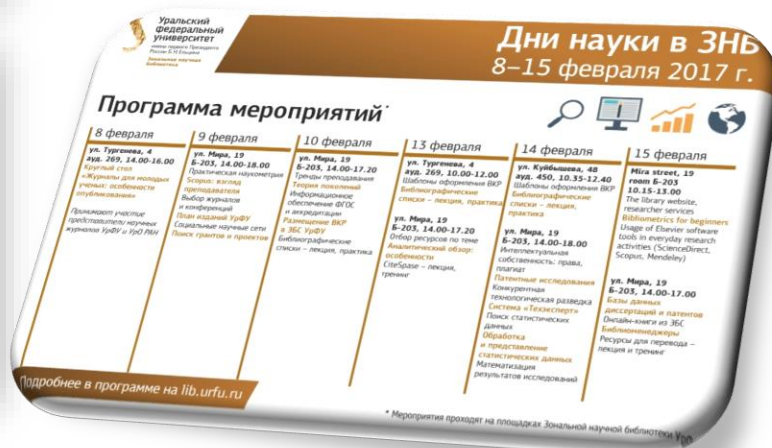 Уральский
федеральный
университет
имени первого Президента
России Б.Н.Ельцина
Зональная научная
библиотека
Дни науки в ЗНБ
8–15 февраля 2017 г.
Программа мероприятий*
8 февраля
ул. Тургенева, 4
ауд. 269, 14.00-16.00
Круглый стол
«Журналы для молодых
ученых: особенности
опубликования»
Принимают участие
представители научных
журналов УрФУ и УрО РАН
9 февраля
ул. Мира, 19
Б-203, 14.00-18.00
Практическая наукометрия
Scopus: взгляд
преподавателя
Выбор журналов
и конференций
План изданий УрФУ
Социальные научные сети
Поиск грантов и проектов
10 февраля
ул. Мира, 19
Б-203, 14.00-17.20
Тренды преподавания
Теория поколений
Информационное
обеспечение ФГОС
и аккредитации
Размещение ВКР
в ЭБС УрФУ
Библиографические
списки – лекция, практика
13 февраля
ул. Тургенева, 4
ауд. 269, 10.00-12.00
Шаблоны оформления ВКР
Библиографические
списки – лекция, практика
ул. Мира, 19
Б-203, 14.00-17.20
Отбор ресурсов по теме
Аналитический обзор:
особенности
CiteSpase – лекция,
тренинг
14 февраля
ул. Куйбышева, 48
ауд. 450, 10.35-12.40
Шаблоны оформления ВКР
Библиографические
списки – лекция,
практика
ул. Мира, 19
Б-203, 14.00-18.00
Интеллектуальная
собственность: права,
плагиат
Патентные исследования
Конкурентная
технологическая разведка
Система «Техэксперт»
Поиск статистических
данных
Обработка
и представление
статистических данных
Математизация
результатов исследований
15 февраля
Mira street, 19
room Б-203
10.15-13.00
The library website,
researcher services
Bibliometrics for beginners
Usage of Elsevier software
tools in everyday research
activities (ScienceDirect,
Scopus, Mendeley)
ул. Мира, 19
Б-203, 14.00-17.00
Базы данных
диссертаций и патентов
Онлайн-книги из ЭБС
Библиоменеджеры
Ресурсы для перевода –
лекция и тренинг
Подробнее в программе на lib.urfu.ru
* Мероприятия проходят на площадках Зональной научной библиотеки